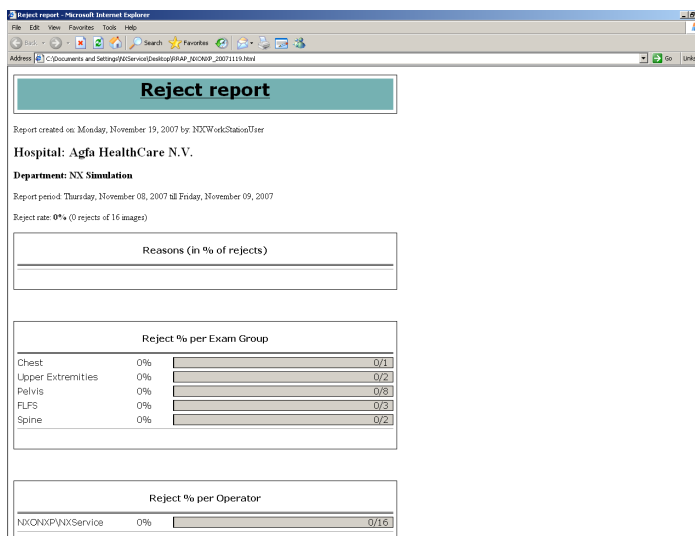 Reject report - Microsoft Internet Explorer
File Edit View Favorites Tools Help
Back Search Favorites
Address C:\Documents and Settings\NXService\Desktop\RRAP_NXONXP_20071119.html Go Links
Reject report
Report created on: Monday, November 19, 2007 by: NXWorkStationUser
Hospital: Agfa HealthCare N.V.
Department: NX Simulation
Report period: Thursday, November 08, 2007 till Friday, November 09, 2007
Reject rate: 0% (0 rejects of 16 images)
Reasons (in % of rejects)
Reject % per Exam Group
Chest 0% 0/1
Upper Extremities 0% 0/2
Pelvis 0% 0/8
FLFS 0% 0/3
Spine 0% 0/2
Reject % per Operator
NXONXP\NXService 0% 0/16